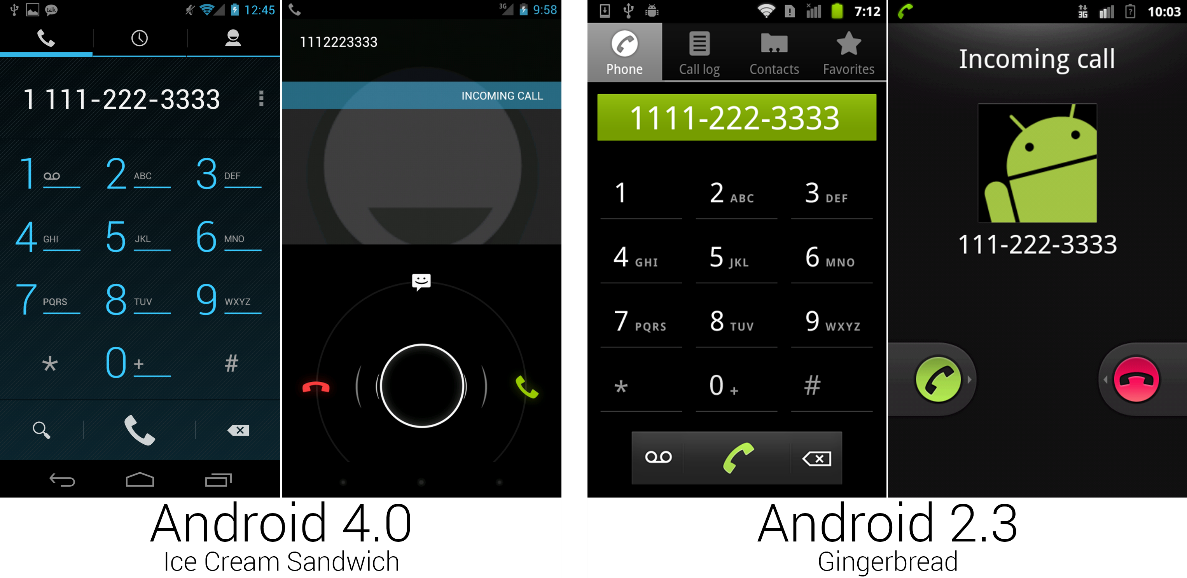 12:45
1 111-222-3333
1
2 ABC
3 DEF
4 GHI
5 JKL
6 MNO
7 PQRS
8 TUV
9 WXYZ
*
0 +
#
3G 9:58
1112223333
INCOMING CALL
Android 4.0
Ice Cream Sandwich
7:12
Phone
Call log
Contacts
Favorites
1111-222-3333
1
2 ABC
3 DEF
4 GHI
5 JKL
6 MNO
7 PQRS
8 TUV
9 WXYZ
*
0 +
#
3G 10:03
Incoming call
111-222-3333
Android 2.3
Gingerbread